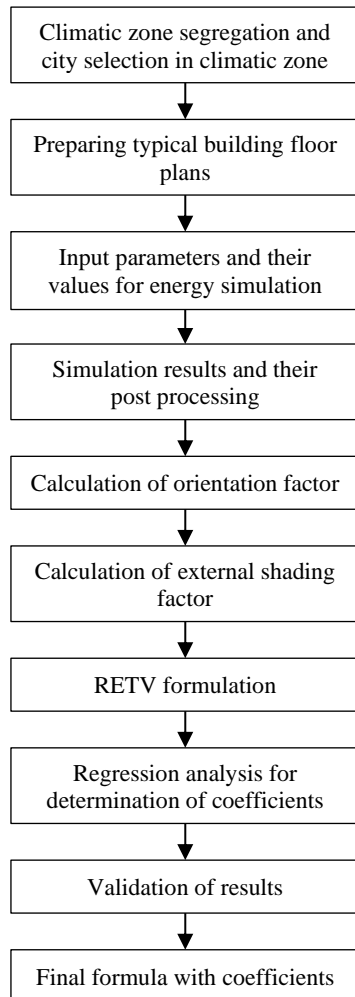 Climatic zone segregation and
city selection in climatic zone
Preparing typical building floor
plans
Input parameters and their
values for energy simulation
Simulation results and their
post processing
Calculation of orientation factor
Calculation of external shading
factor
RETV formulation
Regression analysis for
determination of coefficients
Validation of results
Final formula with coefficients